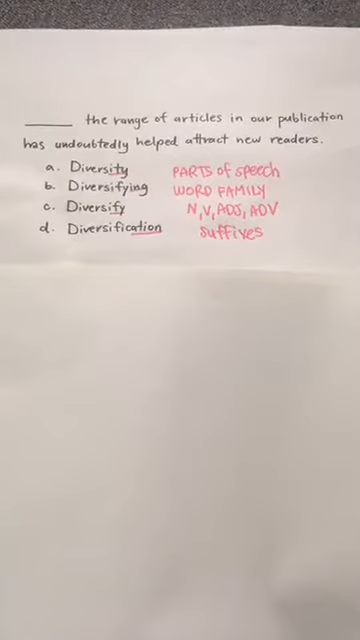 ______ the range of articles in our publication
has undoubtedly helped attract new readers.
a. Diversity PARTS of speech
b. Diversifying WORD FAMILY
c. Diversify N, V, ADJ, ADV
d. Diversification suffixes